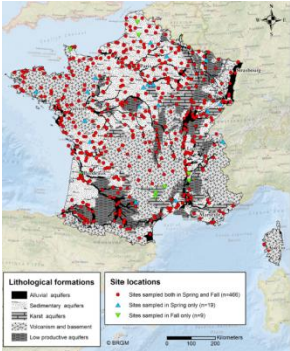 Strasbourg
Lithological formations
Alluvial aquifers
Sedimentary aquifers
Karst aquifers
Volcanism and basement
Low productive aquifers
Site locations
Sites sampled both in Spring and Fall (n=466)
Sites sampled in Spring only (n=19)
Sites sampled in Fall only (n=9)
0
100
200
Kilometers
© BRGM